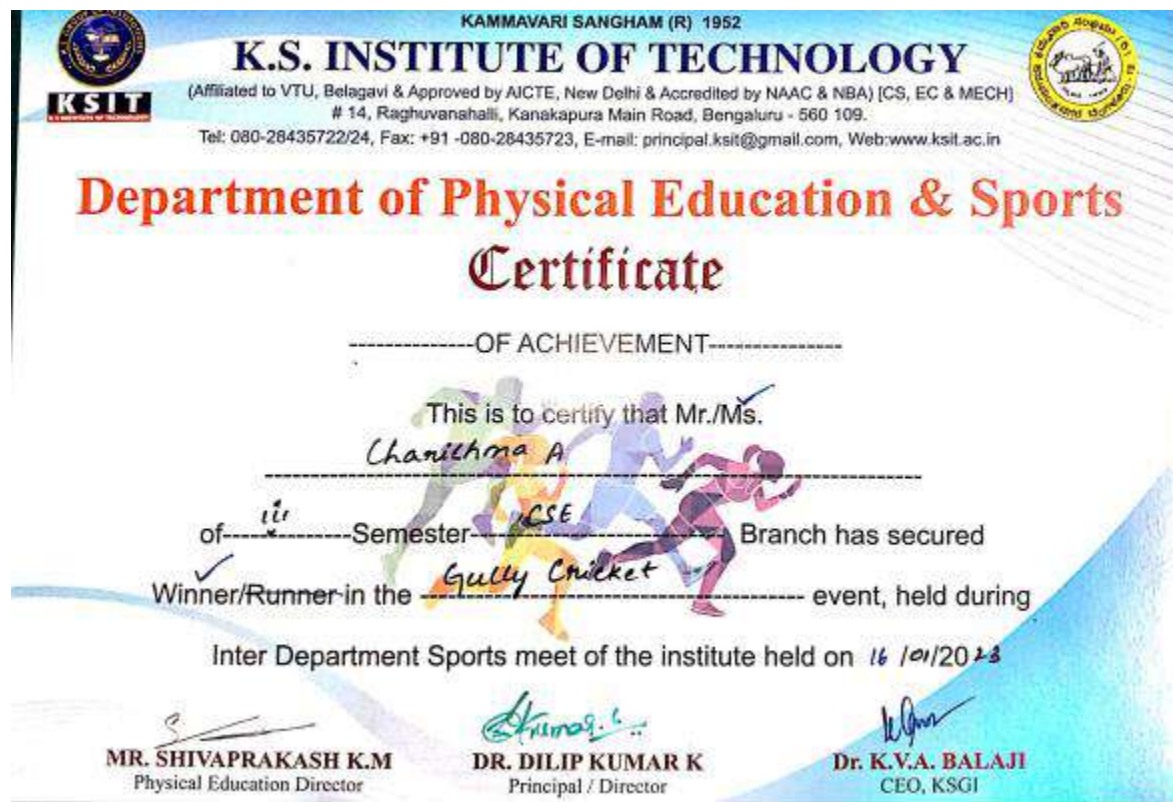 KAMMAVARI SANGHAM (R) 1952
K.S. INSTITUTE OF TECHNOLOGY
(Affiliated to VTU, Belagavi & Approved by AICTE, New Delhi & Accredited by NAAC & NBA) [CS, EC & MECH]
# 14, Raghuvanahalli, Kanakapura Main Road, Bengaluru - 560 109.
Tel: 080-28435722/24, Fax: +91 -080-28435723, E-mail: principal.ksit@gmail.com, Web:www.ksit.ac.in
KSIT
Department of Physical Education & Sports
Certificate
--------------OF ACHIEVEMENT---------------
This is to certify that Mr./Ms.
Charithma A
of iii Semester CSE Branch has secured
Winner/Runner in the Gully Cricket event, held during
Inter Department Sports meet of the institute held on 16/01/2023
MR. SHIVAPRAKASH K.M DR. DILIP KUMAR K Dr. K.V.A. BALAJI
Physical Education Director Principal / Director CEO, KSGI